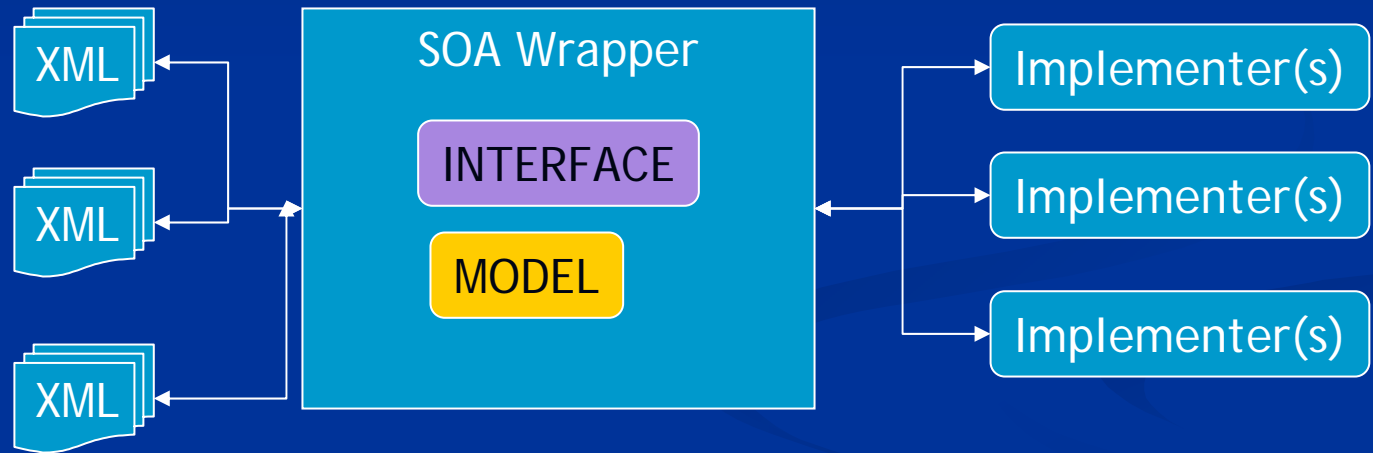 XML
XML
XML
SOA Wrapper
INTERFACE
MODEL
Implementer(s)
Implementer(s)
Implementer(s)